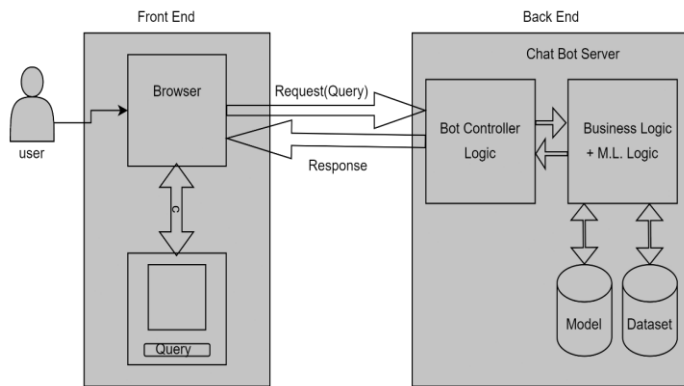 Front End
Back End
Chat Bot Server
Browser
Request(Query)
Response
user
Bot Controller
Logic
Business Logic
+ M.L. Logic
C
Query
Model
Dataset